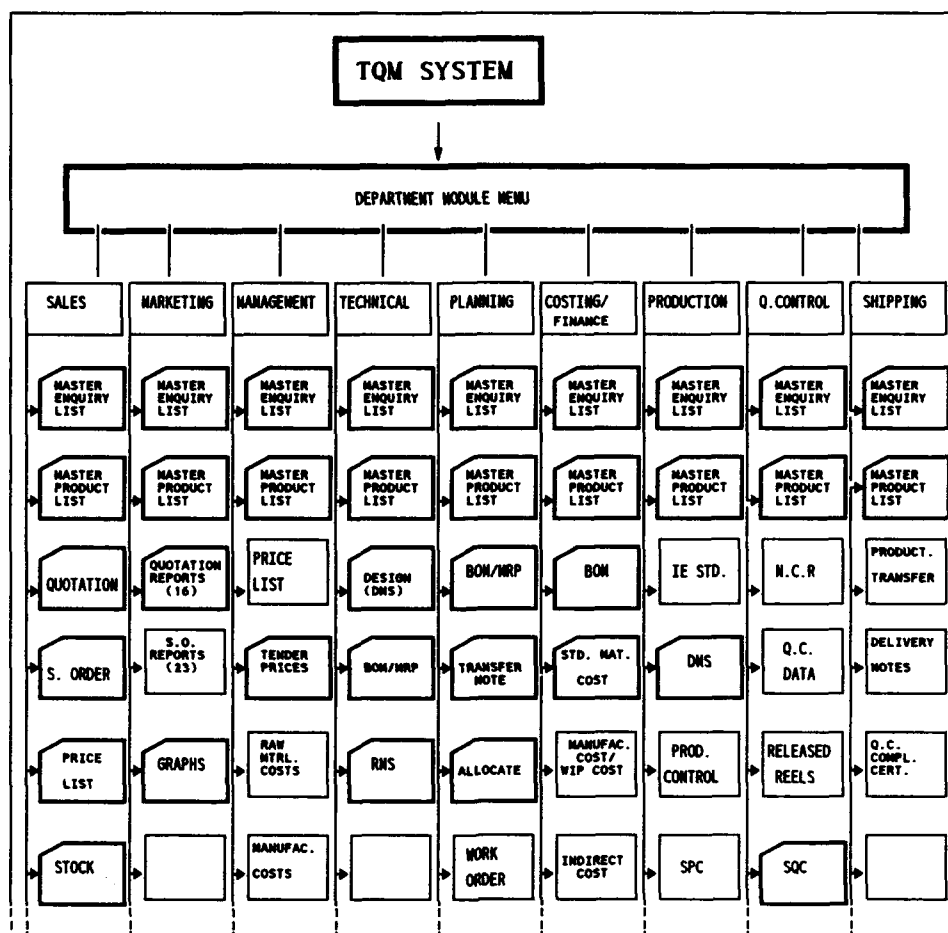 TQM SYSTEM
DEPARTMENT MODULE MENU
SALES
MARKETING
MANAGEMENT
TECHNICAL
PLANNING
COSTING/
FINANCE
PRODUCTION
Q.CONTROL
SHIPPING
MASTER
ENQUIRY
LIST
MASTER
ENQUIRY
LIST
MASTER
ENQUIRY
LIST
MASTER
ENQUIRY
LIST
MASTER
ENQUIRY
LIST
MASTER
ENQUIRY
LIST
MASTER
ENQUIRY
LIST
MASTER
ENQUIRY
LIST
MASTER
ENQUIRY
LIST
MASTER
PRODUCT
LIST
MASTER
PRODUCT
LIST
MASTER
PRODUCT
LIST
MASTER
PRODUCT
LIST
MASTER
PRODUCT
LIST
MASTER
PRODUCT
LIST
MASTER
PRODUCT
LIST
MASTER
PRODUCT
LIST
MASTER
PRODUCT
LIST
QUOTATION
QUOTATION
REPORTS
(16)
PRICE
LIST
DESIGN
(DMS)
BOM/MRP
BOM
IE STD.
N.C.R
PRODUCT.
TRANSFER
S. ORDER
S.O.
REPORTS
(23)
TENDER
PRICES
BOM/MRP
TRANSFER
NOTE
STD. MAT.
COST
DMS
Q.C.
DATA
DELIVERY
NOTES
PRICE
LIST
GRAPHS
RAW
MTRL.
COSTS
RMS
ALLOCATE
MANUFAC.
COST/
WIP COST
PROD.
CONTROL
RELEASED
REELS
Q.C.
COMPL.
CERT.
STOCK
MANUFAC.
COSTS
WORK
ORDER
INDIRECT
COST
SPC
SQC